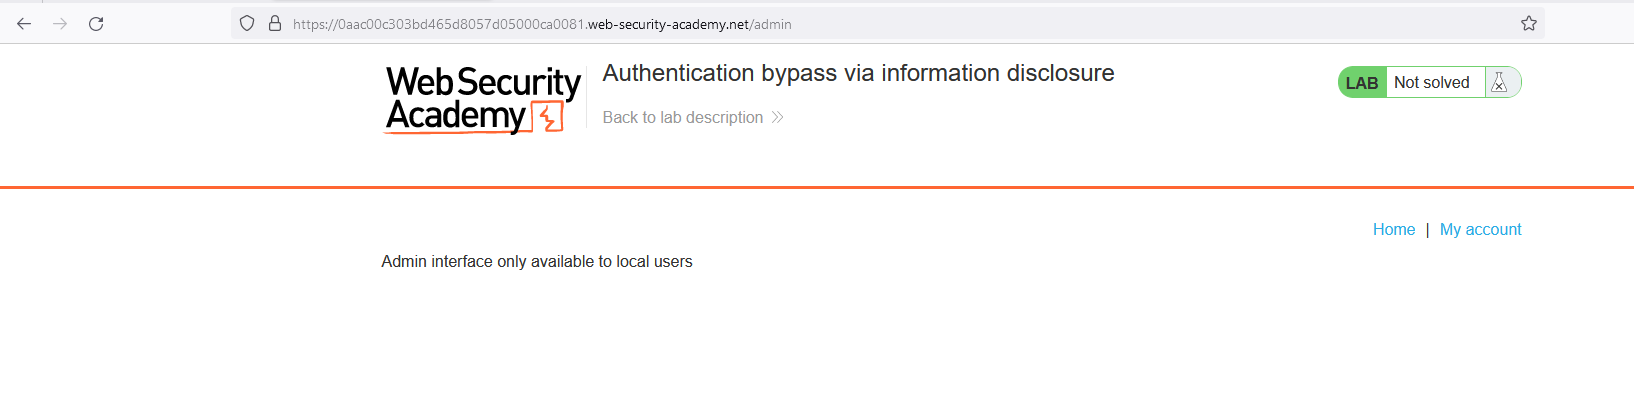 https://0aac00c303bd465d8057d05000ca0081.web-security-academy.net/admin
Web Security
Academy
Authentication bypass via information disclosure
Back to lab description
LAB Not solved
Home | My account
Admin interface only available to local users